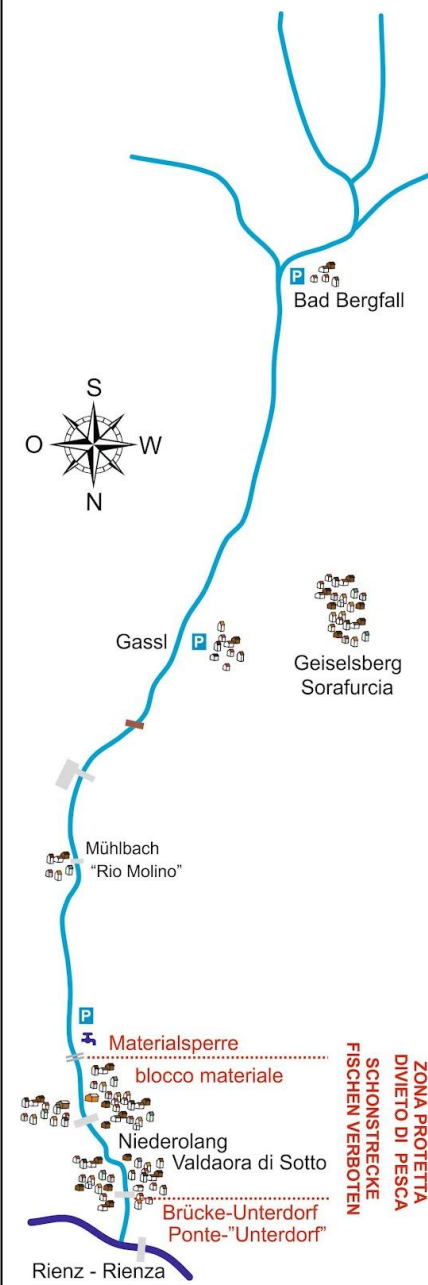 P
Bad Bergfall
S
O W
N
Gassl
P
Geiselsberg
Sorafurcia
Mühlbach
"Rio Molino"
P
Materialsperre
blocco materiale
ZONA PROTETTA
DIVIETO DI PESCA
SCHONSTRECKE
FISCHEN VERBOTEN
Niederolang
Valdaora di Sotto
Brücke-Unterdorf
Ponte-"Unterdorf"
Rienz - Rienza